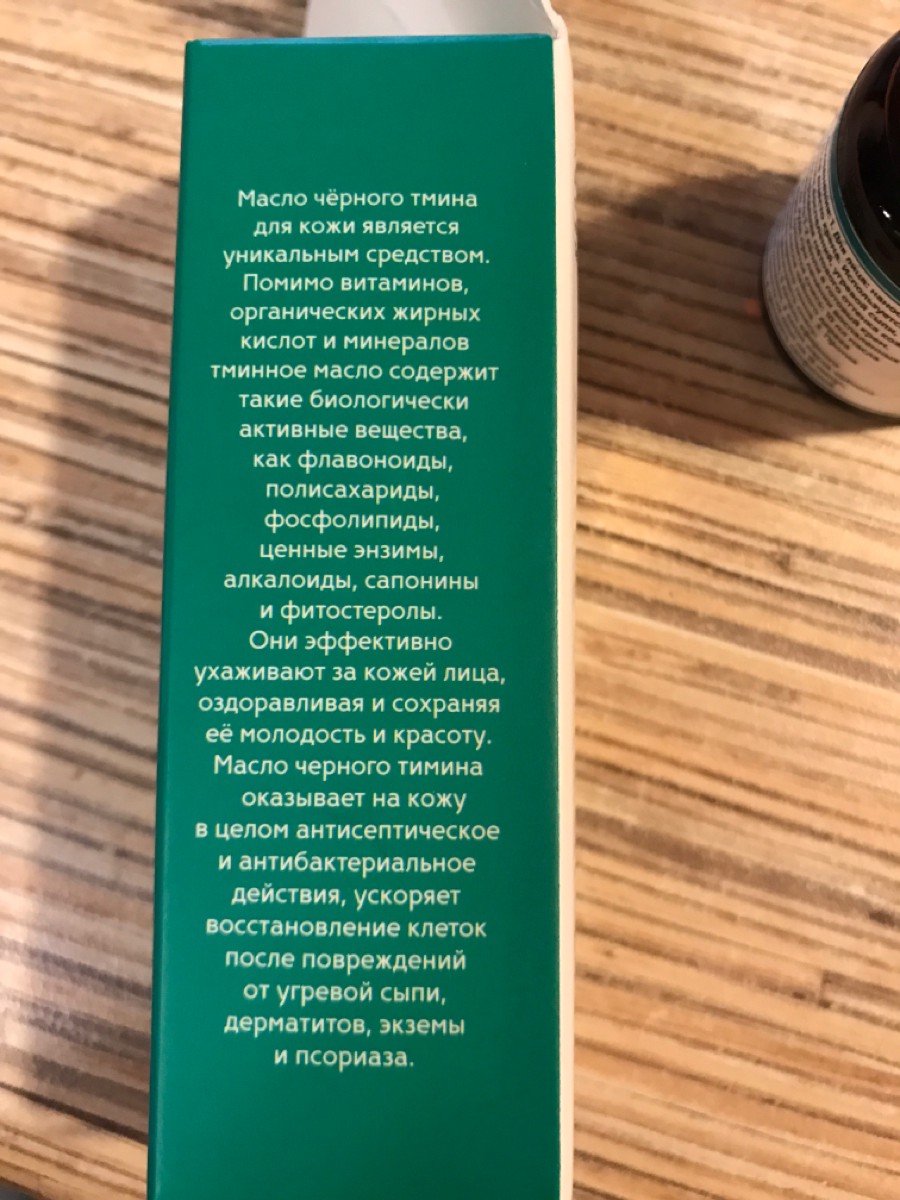 Масло чёрного тмина
для кожи является
уникальным средством.
Помимо витаминов,
органических жирных
кислот и минералов
тминное масло содержит
такие биологически
активные вещества,
как флавоноиды,
полисахариды,
фосфолипиды,
ценные энзимы,
алкалоиды, сапонины
и фитостеролы.
Они эффективно
ухаживают за кожей лица,
оздоравливая и сохраняя
её молодость и красоту.
Масло черного тимина
оказывает на кожу
в целом антисептическое
и антибактериальное
действия, ускоряет
восстановление клеток
после повреждений
от угревой сыпи,
дерматитов, экземы
и псориаза.